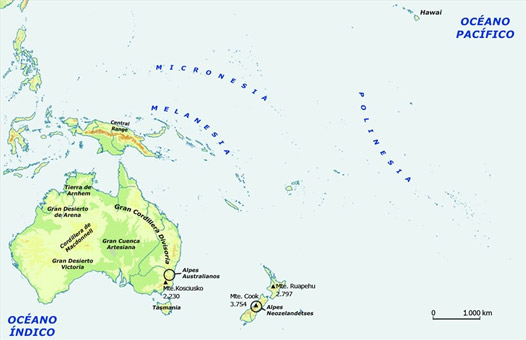 Hawai
OCÉANO
PACÍFICO
MICRONESIA
MELANESIA
POLINESIA
Central
Range
Tierra de
Arnhem
Gran Desierto
de Arena
Gran Cordillera Divisoria
Cordillera de
Macdonnell
Gran Cuenca
Artesiana
Gran Desierto
Victoria
Alpes
Australianos
Mte.Kosciusko
2.230
Tasmania
Mte. Ruapehu
2.797
Mte. Cook
3.754
Alpes
Neozelandeses
OCÉANO
ÍNDICO
0 1.000 km